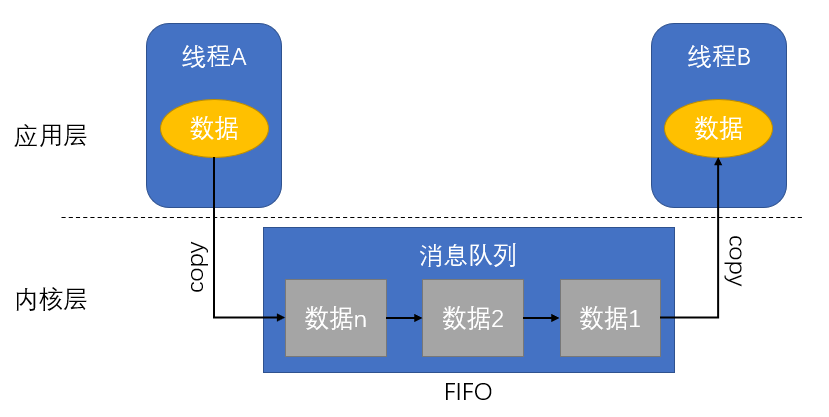 线程A
线程B
数据
数据
应用层
copy
copy
消息队列
内核层
数据n
数据2
数据1
FIFO